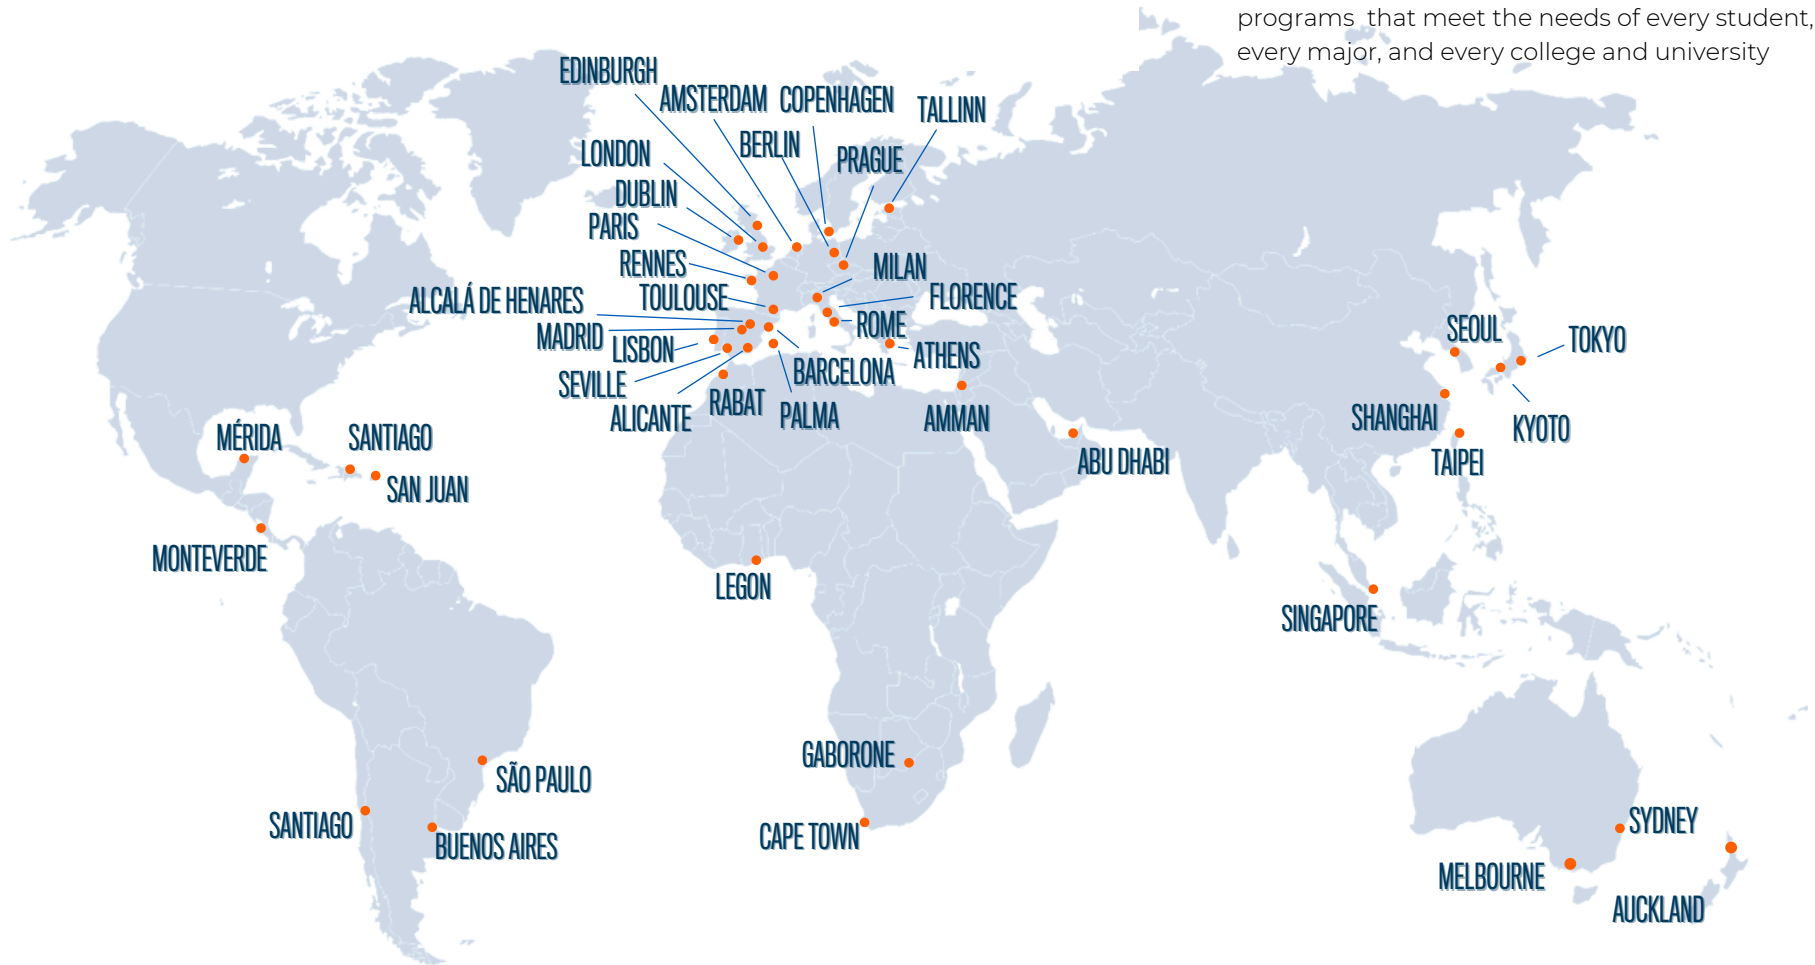 programs that meet the needs of every student,
every major, and every college and university
EDINBURGH
AMSTERDAM
COPENHAGEN
TALLINN
BERLIN
PRAGUE
LONDON
DUBLIN
PARIS
RENNES
MILAN
TOULOUSE
FLORENCE
ALCALÁ DE HENARES
ROME
MADRID
LISBON
ATHENS
BARCELONA
SEVILLE
ALICANTE
RABAT
PALMA
AMMAN
ABU DHABI
SEOUL
TOKYO
SHANGHAI
KYOTO
TAIPEI
MÉRIDA
SANTIAGO
SAN JUAN
MONTEVERDE
LEGON
SINGAPORE
GABORONE
SÃO PAULO
SANTIAGO
BUENOS AIRES
CAPE TOWN
SYDNEY
MELBOURNE
AUCKLAND